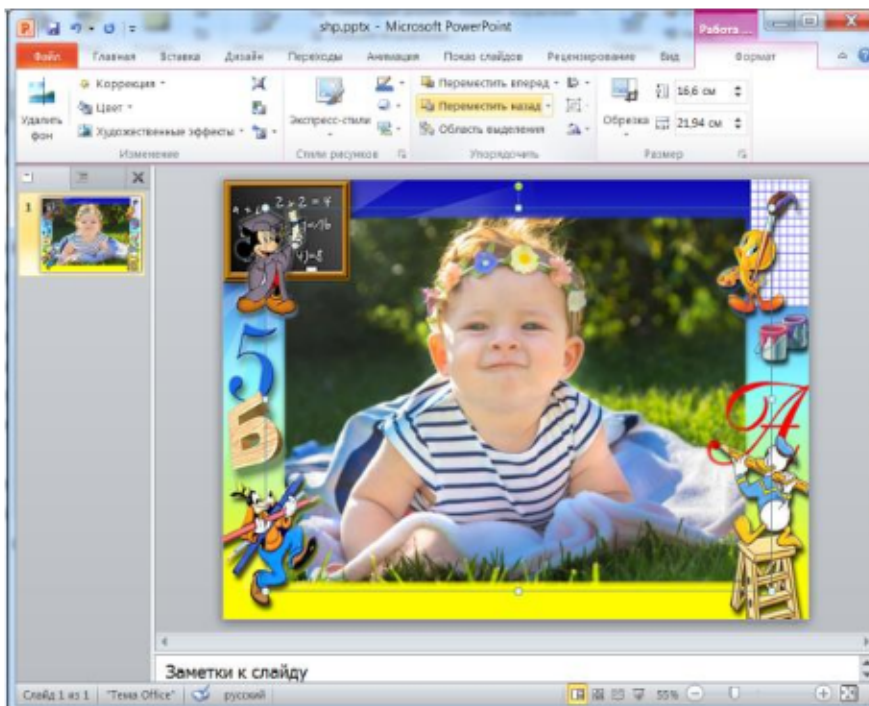 shp.pptx - Microsoft PowerPoint
Работа ...
Файл Главная Вставка Дизайн Переходы Анимация Показ слайдов Рецензирование Вид Формат
Удалить фон
Коррекция
Цвет
Художественные эффекты
Изменение
Экспресс-стили
Стили рисунков
Переместить вперед
Переместить назад
Область выделения
Упорядочить
Обрезка
16,6 см
21,94 см
Размер
1
2 x 2 = 4
5
Б
А
Заметки к слайду
Слайд 1 из 1 "Тема Office" русский 55%